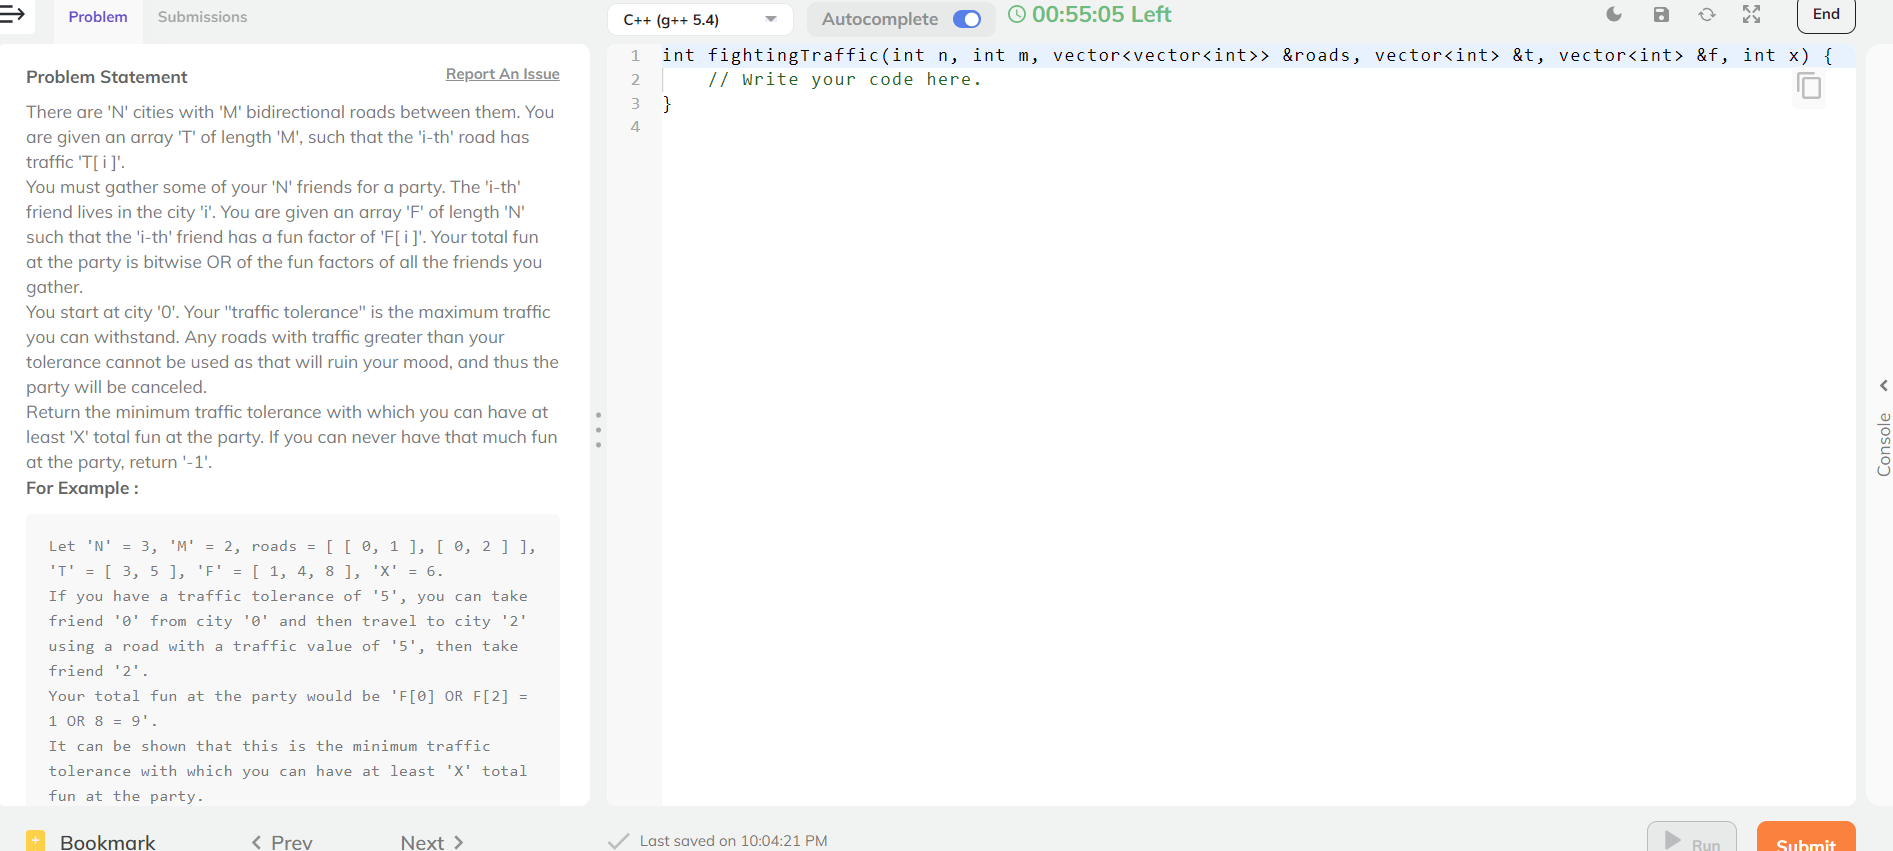 Problem
Submissions
C++ (g++ 5.4)
Autocomplete
00:55:05 Left
End
Problem Statement
Report An Issue
There are 'N' cities with 'M' bidirectional roads between them. You
are given an array 'T' of length 'M', such that the 'i-th' road has
traffic 'T[ i ]'.
You must gather some of your 'N' friends for a party. The 'i-th'
friend lives in the city 'i'. You are given an array 'F' of length 'N'
such that the 'i-th' friend has a fun factor of 'F[ i ]'. Your total fun
at the party is bitwise OR of the fun factors of all the friends you
gather.
You start at city '0'. Your "traffic tolerance" is the maximum traffic
you can withstand. Any roads with traffic greater than your
tolerance cannot be used as that will ruin your mood, and thus the
party will be canceled.
Return the minimum traffic tolerance with which you can have at
least 'X' total fun at the party. If you can never have that much fun
at the party, return '-1'.
For Example :
Let 'N' = 3, 'M' = 2, roads = [ [ 0, 1 ], [ 0, 2 ] ],
'T' = [ 3, 5 ], 'F' = [ 1, 4, 8 ], 'X' = 6.
If you have a traffic tolerance of '5', you can take
friend '0' from city '0' and then travel to city '2'
using a road with a traffic value of '5', then take
friend '2'.
Your total fun at the party would be 'F[0] OR F[2] =
1 OR 8 = 9'.
It can be shown that this is the minimum traffic
tolerance with which you can have at least 'X' total
fun at the party.
1 int fightingTraffic(int n, int m, vector<vector<int>> &roads, vector<int> &t, vector<int> &f, int x) {
2 // Write your code here.
3 }
4
Console
Bookmark
Prev
Next
Last saved on 10:04:21 PM
Run
Submit